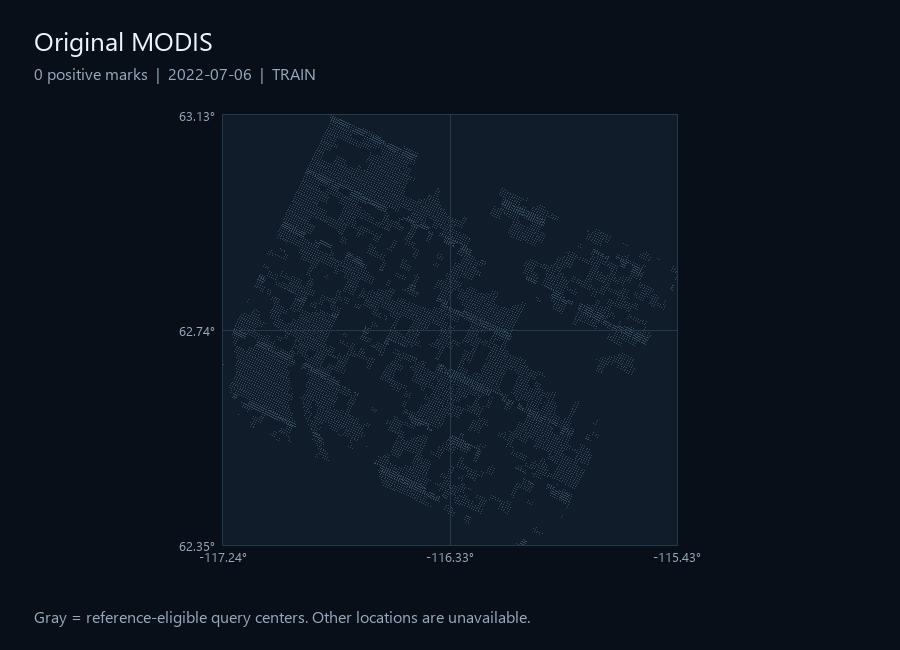 Original MODIS
0 positive marks | 2022-07-06 | TRAIN
63.13°
62.74°
62.35°
-117.24° -116.33° -115.43°
Gray = reference-eligible query centers. Other locations are unavailable.